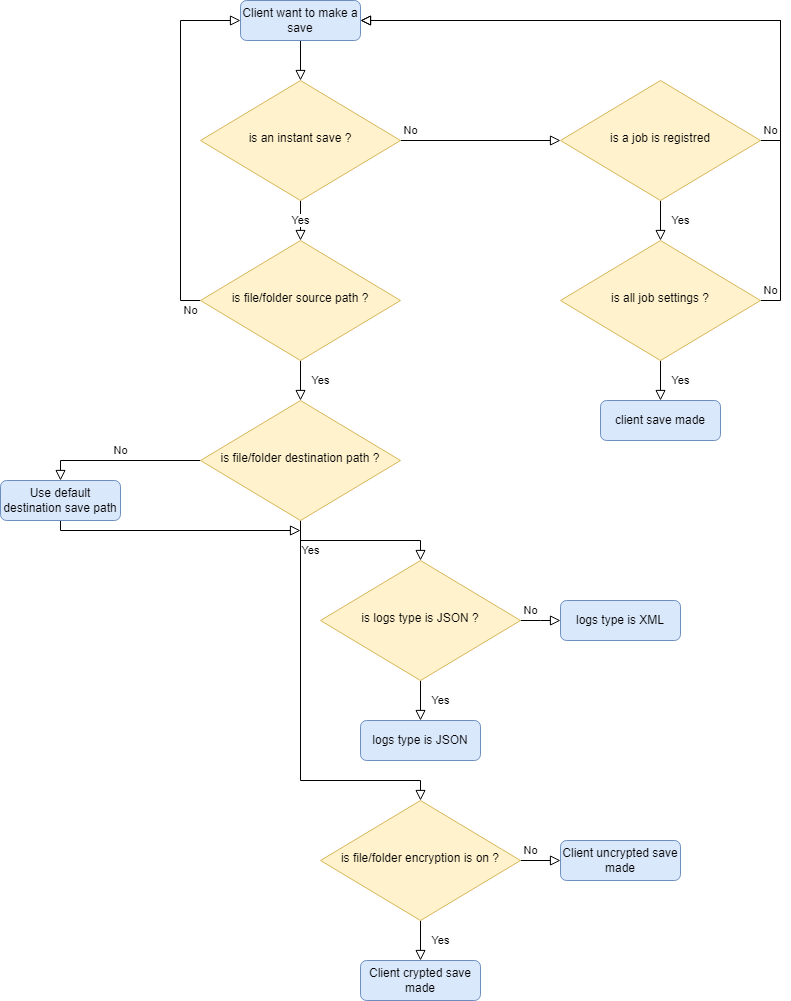 Client want to make a
save
is an instant save ?
No
is a job is registred
No
Yes
Yes
is file/folder source path ?
No
is all job settings ?
No
Yes
Yes
client save made
is file/folder destination path ?
No
Use default
destination save path
Yes
is logs type is JSON ?
No
logs type is XML
Yes
logs type is JSON
is file/folder encryption is on ?
No
Client uncrypted save
made
Yes
Client crypted save
made